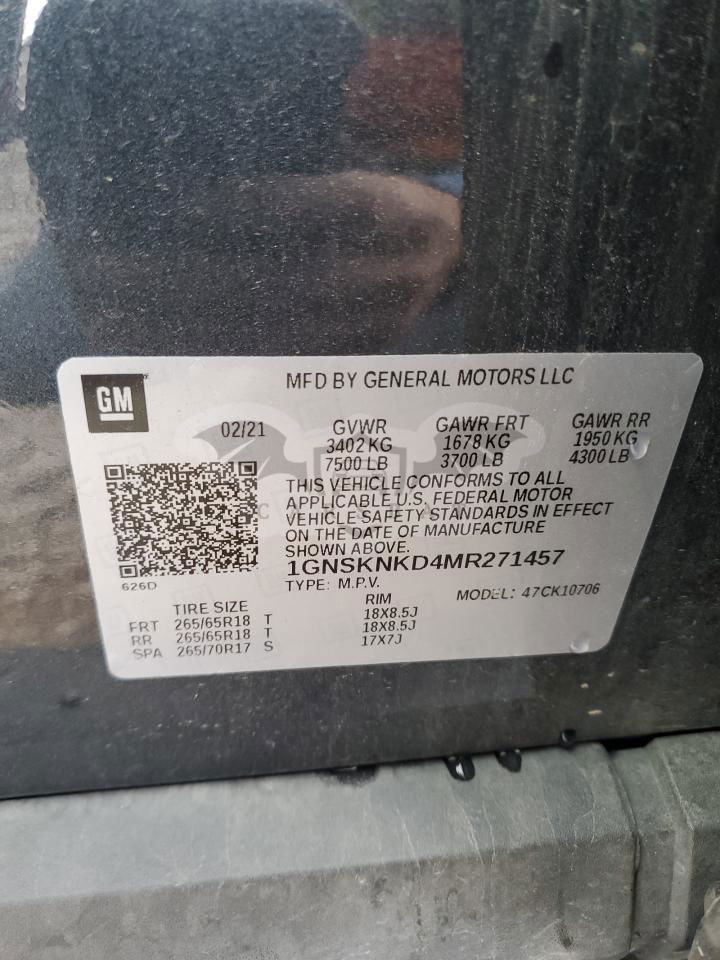 GM
MFD BY GENERAL MOTORS LLC
02/21 GVWR GAWR FRT GAWR RR
3402 KG 1678 KG 1950 KG
7500 LB 3700 LB 4300 LB
THIS VEHICLE CONFORMS TO ALL
APPLICABLE U.S. FEDERAL MOTOR
VEHICLE SAFETY STANDARDS IN EFFECT
ON THE DATE OF MANUFACTURE
SHOWN ABOVE.
1GNSKNKD4MR271457
626D
TYPE: M.P.V. MODEL: 47CK10706
TIRE SIZE RIM
FRT 265/65R18 T 18X8.5J
RR 265/65R18 T 18X8.5J
SPA 265/70R17 S 17X7J